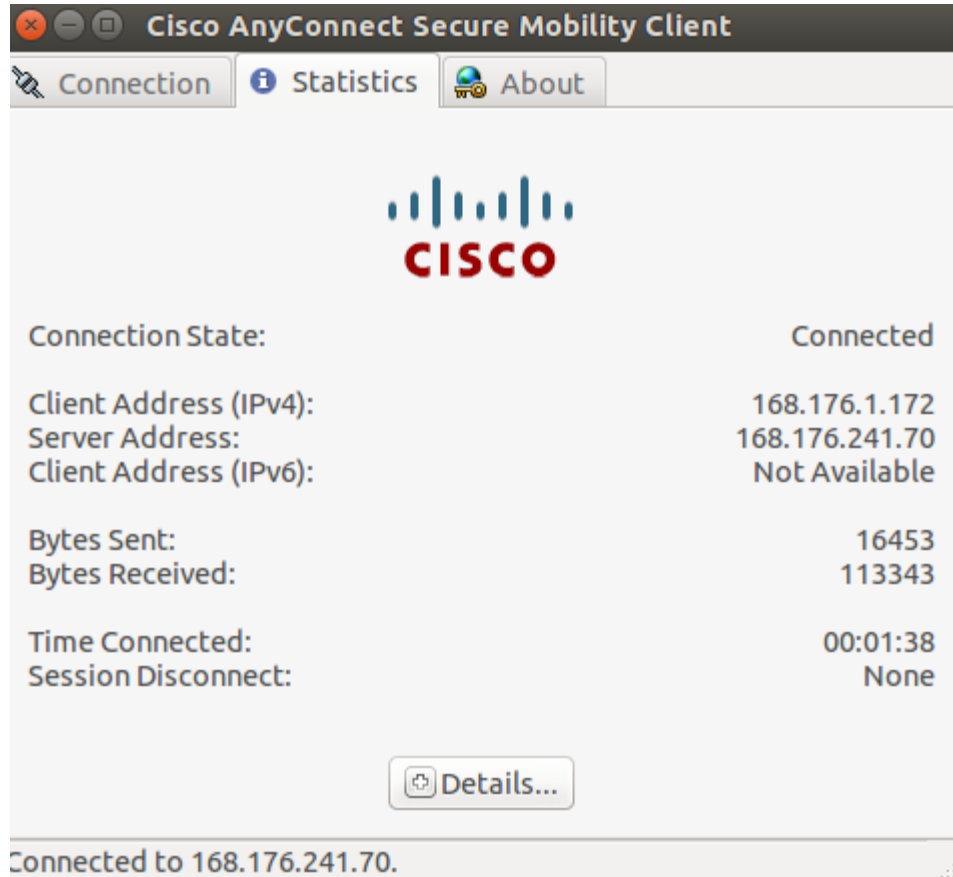 Cisco AnyConnect Secure Mobility Client
Connection Statistics About
CISCO
Connection State: Connected
Client Address (IPv4): 168.176.1.172
Server Address: 168.176.241.70
Client Address (IPv6): Not Available
Bytes Sent: 16453
Bytes Received: 113343
Time Connected: 00:01:38
Session Disconnect: None
Details...
Connected to 168.176.241.70.